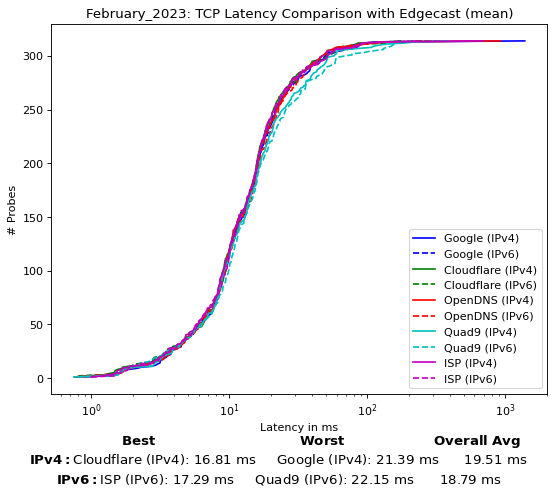 February_2023: TCP Latency Comparison with Edgecast (mean)
300
250
200
150
100
50
0
# Probes
Google (IPv4)
Google (IPv6)
Cloudflare (IPv4)
Cloudflare (IPv6)
OpenDNS (IPv4)
OpenDNS (IPv6)
Quad9 (IPv4)
Quad9 (IPv6)
ISP (IPv4)
ISP (IPv6)
10⁰ 10¹ 10² 10³
Latency in ms
Best Worst Overall Avg
IPv4: Cloudflare (IPv4): 16.81 ms Google (IPv4): 21.39 ms 19.51 ms
IPv6: ISP (IPv6): 17.29 ms Quad9 (IPv6): 22.15 ms 18.79 ms